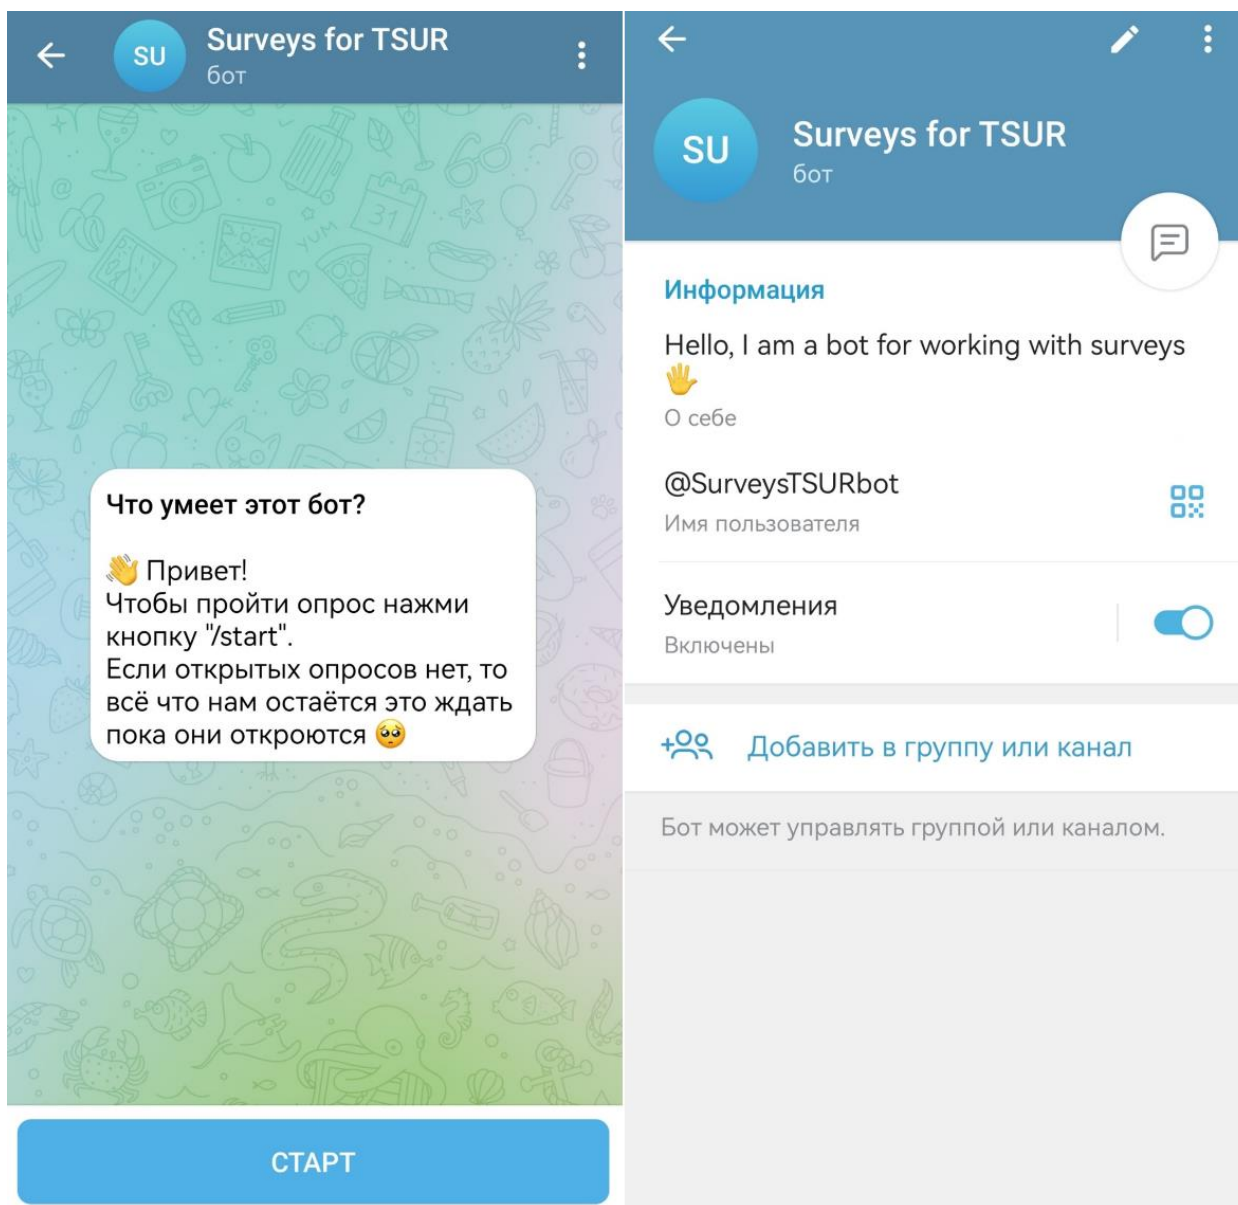 SU
Surveys for TSUR
бот
31
YUM
Что умеет этот бот?
👋 Привет!
Чтобы пройти опрос нажми
кнопку "/start".
Если открытых опросов нет, то
всё что нам остаётся это ждать
пока они откроются 🥺
СТАРТ
SU
Surveys for TSUR
бот
Информация
Hello, I am a bot for working with surveys
🖐
О себе
@SurveysTSURbot
Имя пользователя
Уведомления
Включены
Добавить в группу или канал
Бот может управлять группой или каналом.